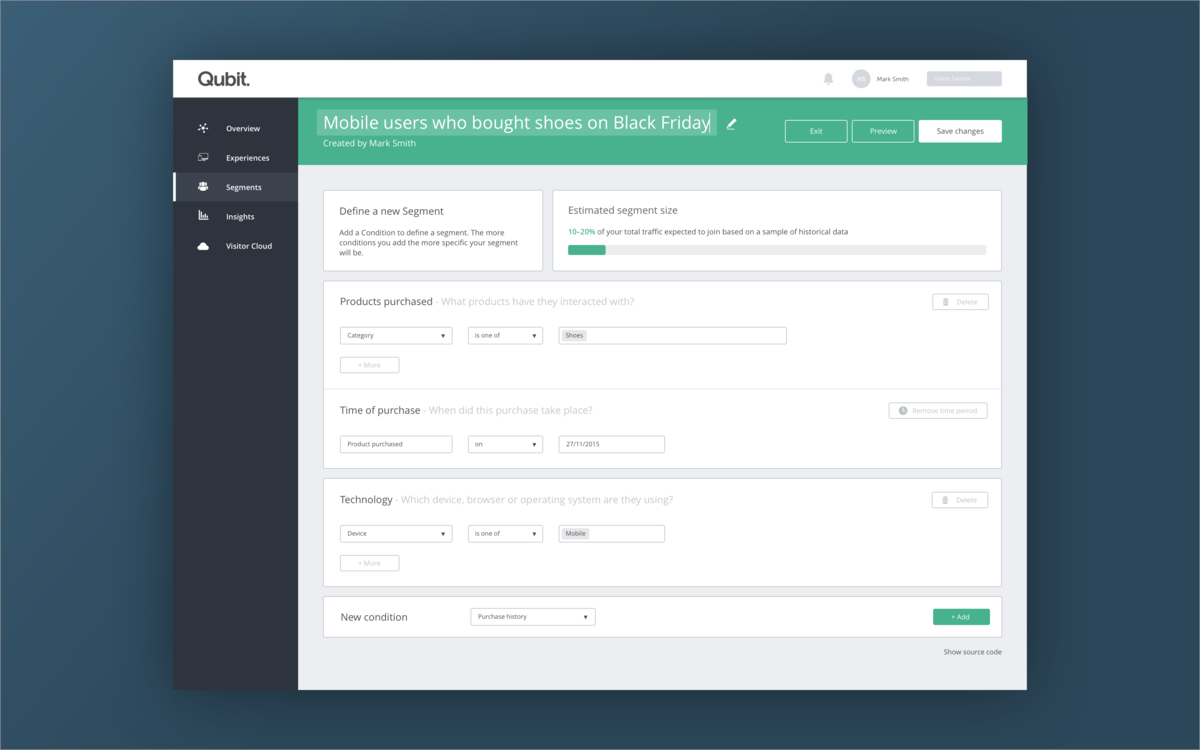 Qubit.
MS
Mark Smith
Overview
Experiences
Segments
Insights
Visitor Cloud
Mobile users who bought shoes on Black Friday
Created by Mark Smith
Exit
Preview
Save changes
Define a new Segment
Add a Condition to define a segment. The more
conditions you add the more specific your segment
will be.
Estimated segment size
10–20% of your total traffic expected to join based on a sample of historical data
Products purchased - What products have they interacted with?
Delete
Category
is one of
Shoes
+ More
Time of purchase - When did this purchase take place?
Remove time period
Product purchased
on
27/11/2015
Technology - Which device, browser or operating system are they using?
Delete
Device
is one of
Mobile
+ More
New condition
Purchase history
+ Add
Show source code